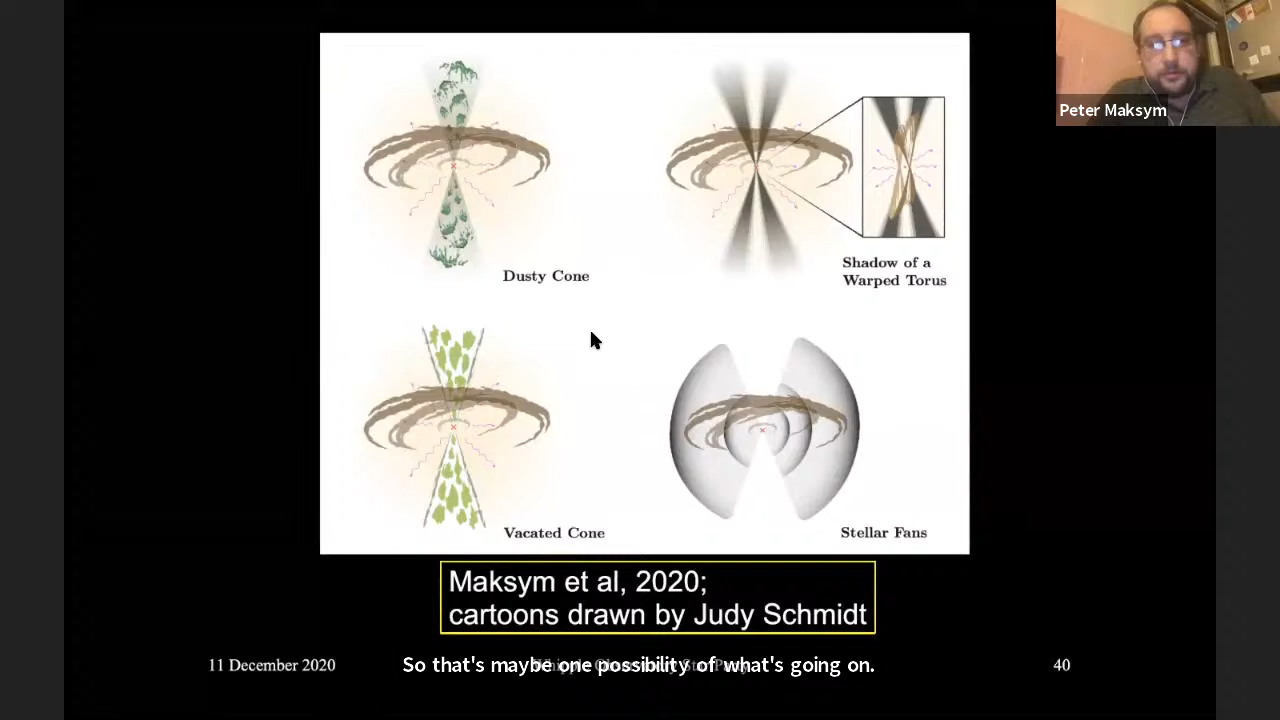 Peter Maksym
Dusty Cone
Shadow of a
Warped Torus
Vacated Cone
Stellar Fans
Maksym et al, 2020;
cartoons drawn by Judy Schmidt
11 December 2020
So that's maybe one possibility of what's going on.
40